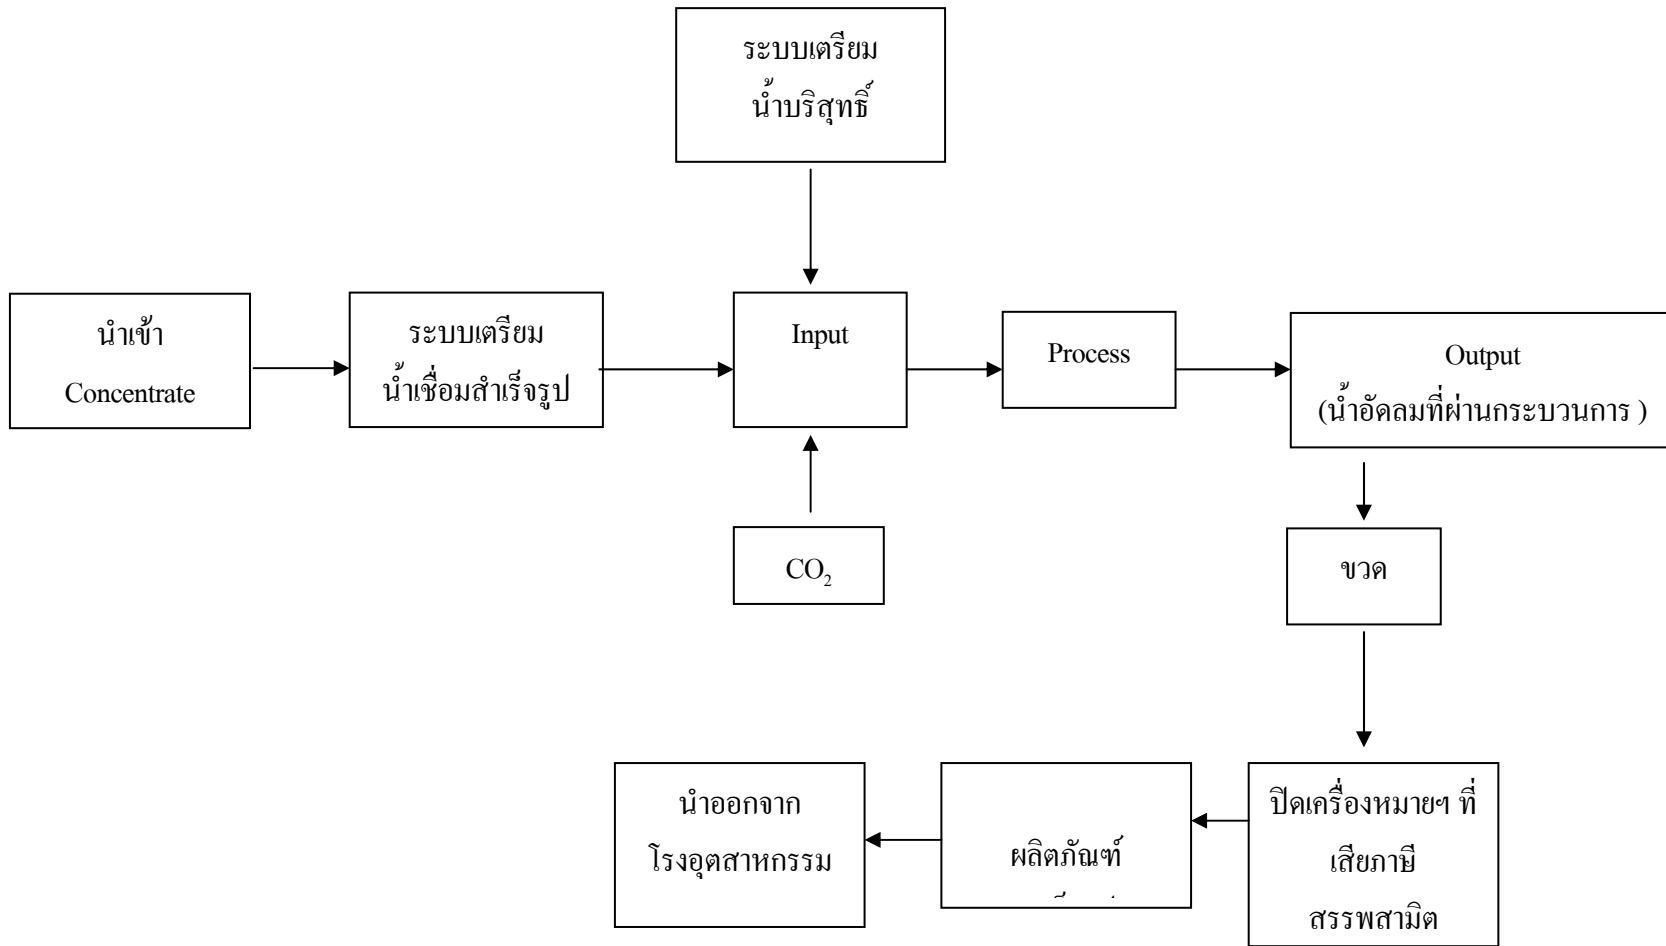 ระบบเตรียม
น้ำบริสุทธิ์
นำเข้า
Concentrate
ระบบเตรียม
น้ำเชื่อมสำเร็จรูป
Input
Process
Output
(น้ำอัดลมที่ผ่านกระบวนการ )
CO₂
ขวด
นำออกจาก
โรงอุตสาหกรรม
ผลิตภัณฑ์
ปิดเครื่องหมายฯ ที่
เสียภาษี
สรรพสามิต